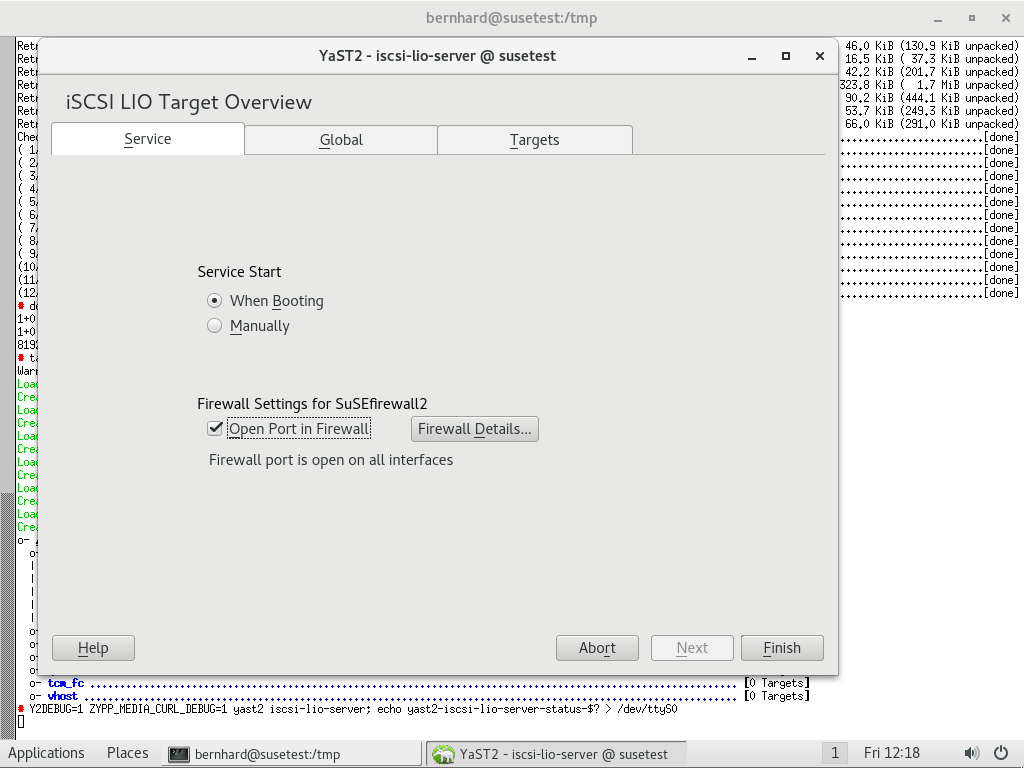 bernhard@susetest:/tmp
Retr 46.0 KiB (130.9 KiB unpacked)
YaST2 - iscsi-lio-server @ susetest
Retr 16.5 KiB ( 37.3 KiB unpacked)
Retr 42.2 KiB (201.7 KiB unpacked)
Retr 323.8 KiB ( 1.7 MiB unpacked)
iSCSI LIO Target Overview
Retr 90.2 KiB (444.1 KiB unpacked)
Retr 53.7 KiB (249.3 KiB unpacked)
Retr 66.0 KiB (291.0 KiB unpacked)
Service Global Targets
Chec [done]
( 1/ [done]
( 2/ [done]
( 3/ [done]
( 4/ [done]
( 5/ [done]
( 6/ [done]
( 7/ [done]
( 8/ [done]
( 9/ [done]
(10/ [done]
(11/ [done]
(12/ [done]
Service Start
When Booting
Manually
# d
1+0
1+0
8192
# ta
Warn
Load
Crea
Load
Crea
Load
Crea
Load
Crea
Load
Crea
Load
Crea
Firewall Settings for SuSEfirewall2
Open Port in Firewall Firewall Details...
Firewall port is open on all interfaces
Help Abort Next Finish
o- tcm_fc [0 Targets]
o- vhost [0 Targets]
# Y2DEBUG=1 ZYPP_MEDIA_CURL_DEBUG=1 yast2 iscsi-lio-server; echo yast2-iscsi-lio-server-status-$? > /dev/ttyS0
Applications Places bernhard@susetest:/tmp YaST2 - iscsi-lio-server @ susetest 1 Fri 12:18